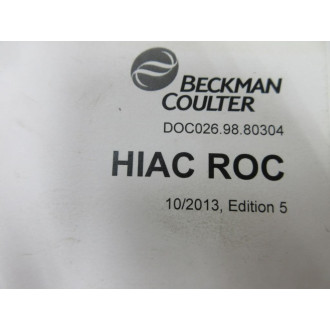 BECKMAN
COULTER
DOC026.98.80304
HIAC ROC
10/2013, Edition 5